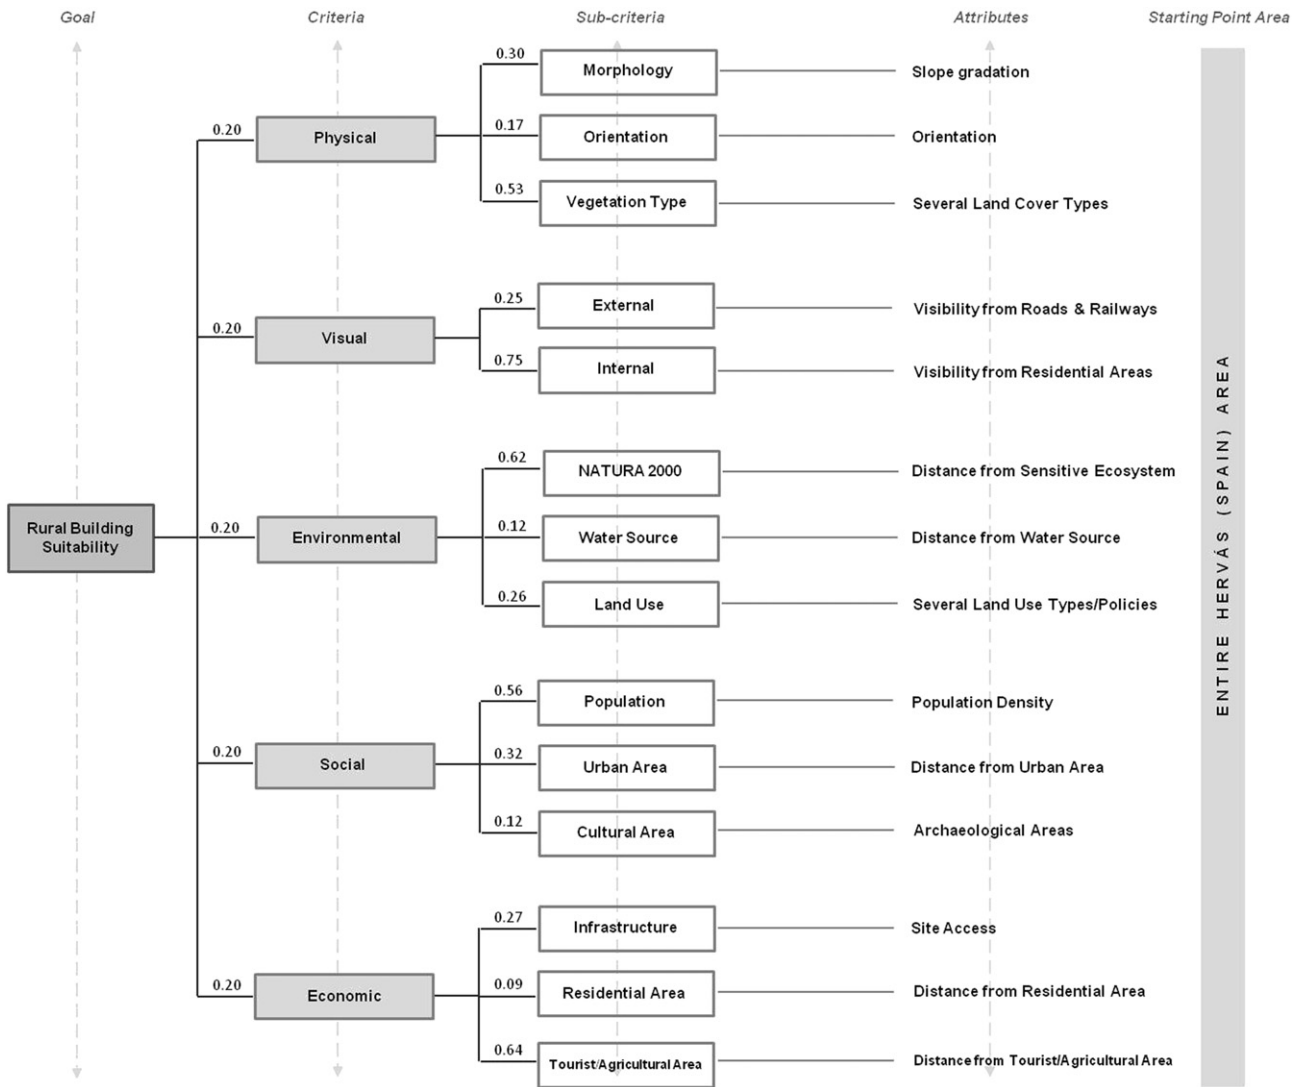 Goal
Criteria
Sub-criteria
Attributes
Starting Point Area
0.30
Morphology
Slope gradation
0.20
Physical
0.17
Orientation
Orientation
0.53
Vegetation Type
Several Land Cover Types
0.25
External
Visibility from Roads & Railways
0.20
Visual
0.75
Internal
Visibility from Residential Areas
0.62
NATURA 2000
Distance from Sensitive Ecosystem
Rural Building
Suitability
0.20
Environmental
0.12
Water Source
Distance from Water Source
0.26
Land Use
Several Land Use Types/Policies
0.56
Population
Population Density
0.20
Social
0.32
Urban Area
Distance from Urban Area
0.12
Cultural Area
Archaeological Areas
0.27
Infrastructure
Site Access
0.20
Economic
0.09
Residential Area
Distance from Residential Area
0.64
Tourist/Agricultural Area
Distance from Tourist/Agricultural Area
ENTIRE HERVÁS (SPAIN) AREA